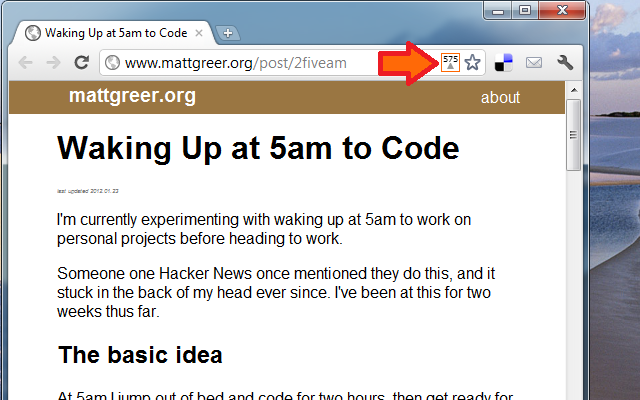 Waking Up at 5am to Code
www.mattgreer.org/post/2fiveam
575
mattgreer.org
about
Waking Up at 5am to Code
last updated 2012.01.23
I'm currently experimenting with waking up at 5am to work on
personal projects before heading to work.
Someone one Hacker News once mentioned they do this, and it
stuck in the back of my head ever since. I've been at this for two
weeks thus far.
The basic idea
At 5am I jump out of bed and code for two hours, then get ready for